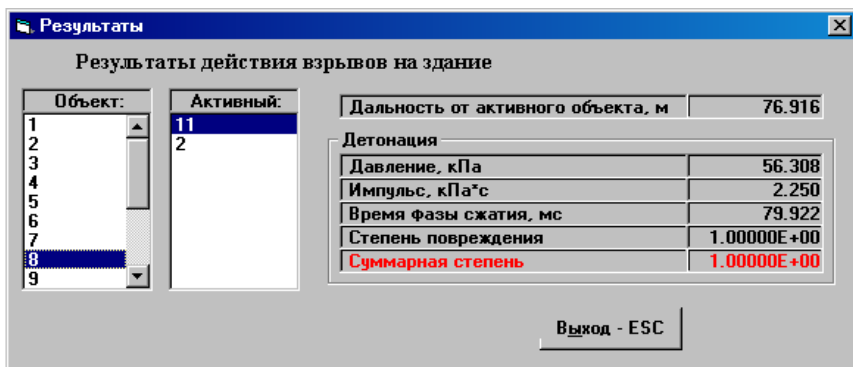 Результаты
Результаты действия взрывов на здание
Объект:
1
2
3
4
5
6
7
8
9
Активный:
11
2
Дальность от активного объекта, м 76.916
Детонация
Давление, кПа 56.308
Импульс, кПа*с 2.250
Время фазы сжатия, мс 79.922
Степень повреждения 1.00000E+00
Суммарная степень 1.00000E+00
Выход - ESC